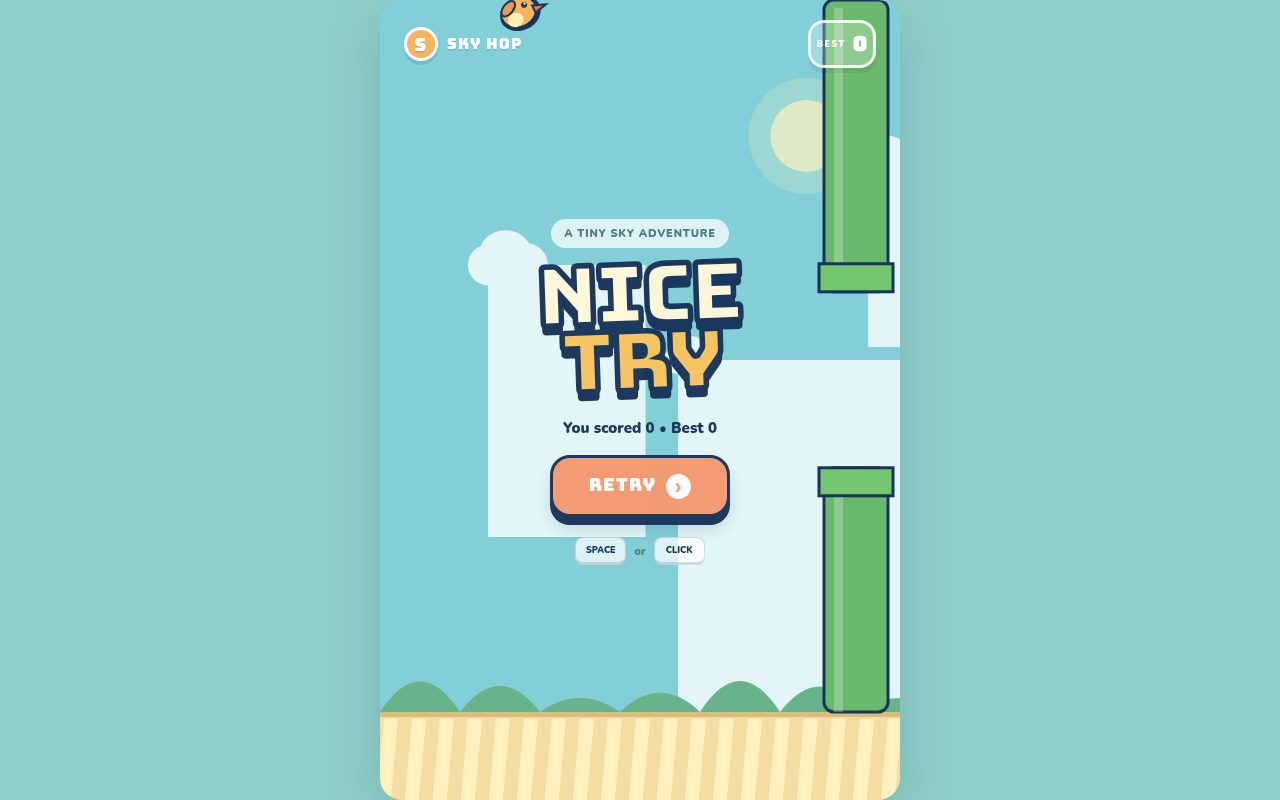 S SKY HOP
BEST 0
A TINY SKY ADVENTURE
NICE
TRY
You scored 0 • Best 0
RETRY ›
SPACE or CLICK